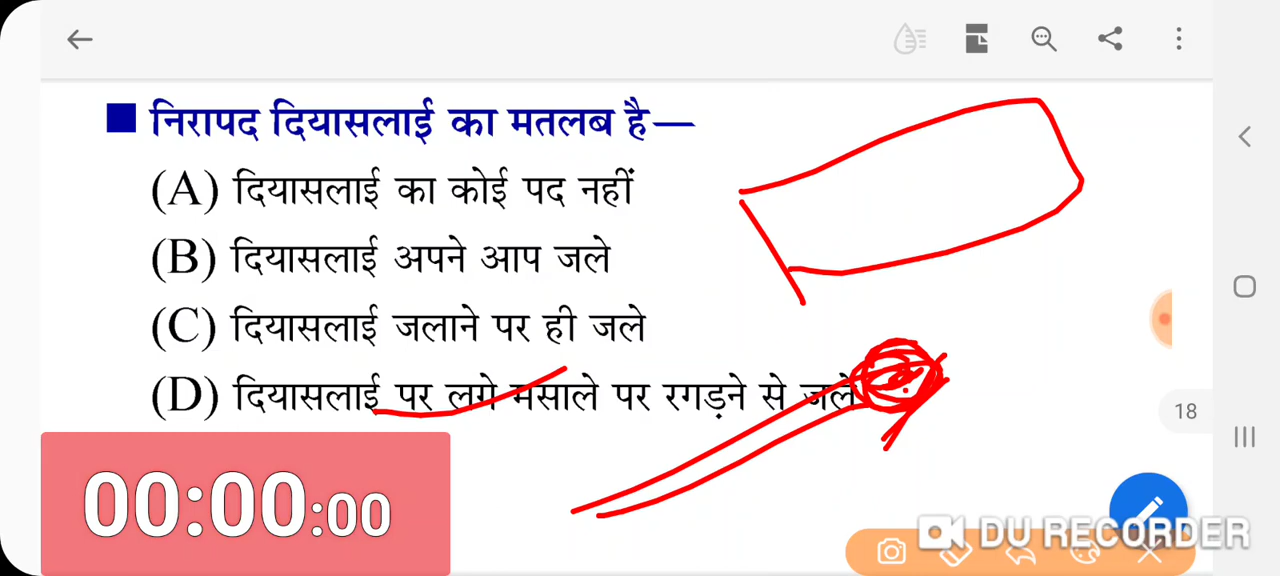 ■ निरापद दियासलाई का मतलब है—
(A) दियासलाई का कोई पद नहीं
(B) दियासलाई अपने आप जले
(C) दियासलाई जलाने पर ही जले
(D) दियासलाई पर लगे मसाले पर रगड़ने से जले
18
00:00:00
DU RECORDER